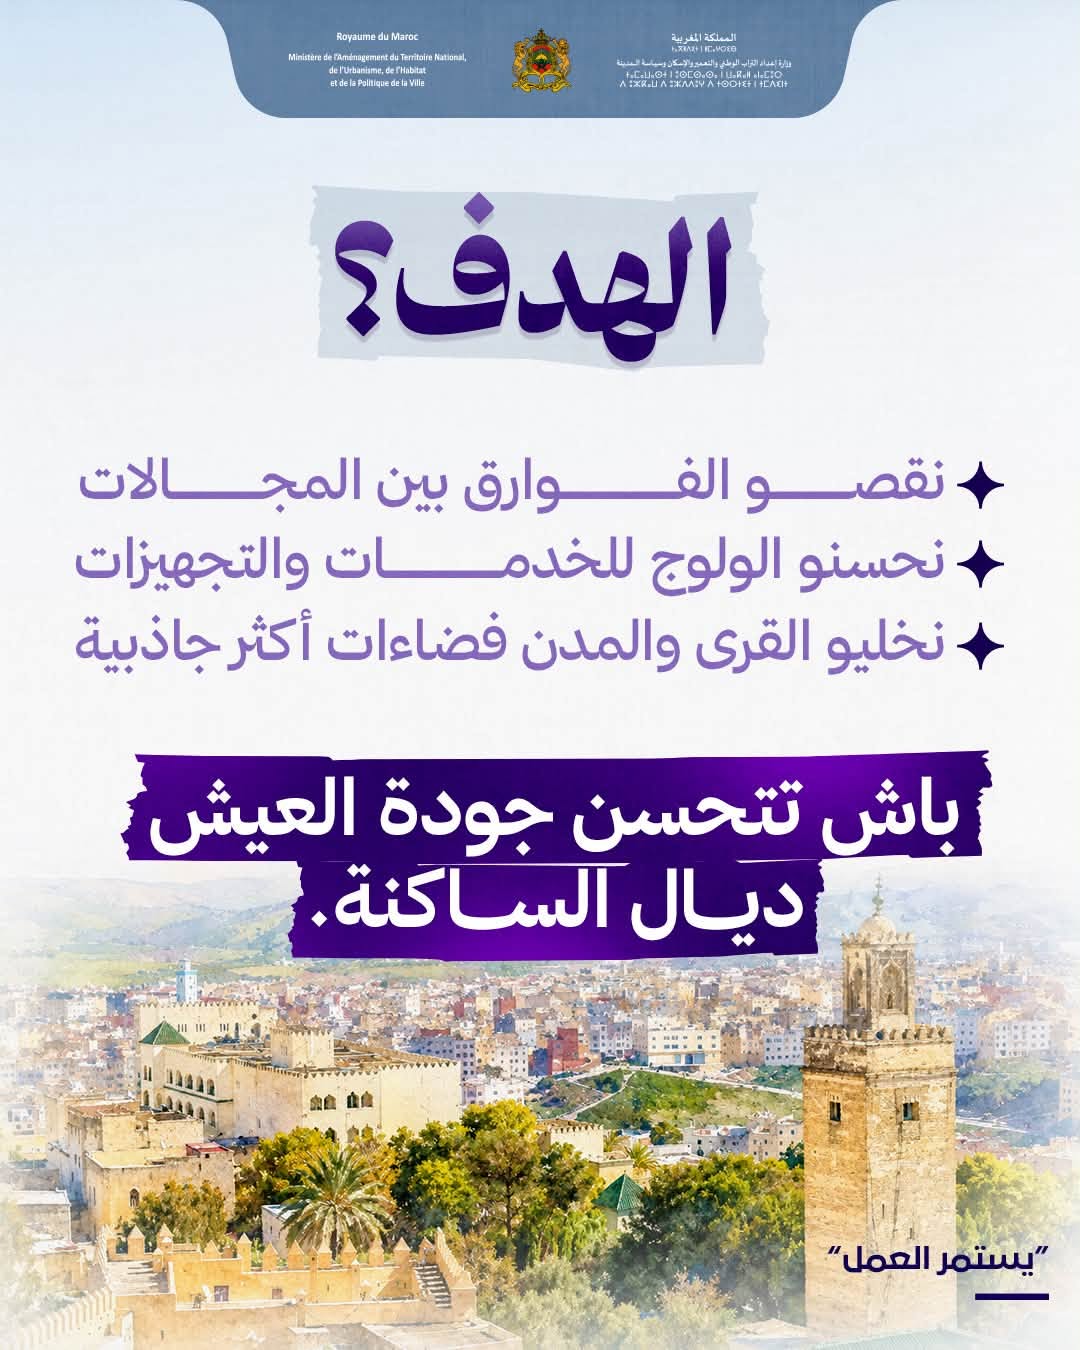 Royaume du Maroc
Ministère de l'Aménagement du Territoire National,
de l'Urbanisme, de l'Habitat
et de la Politique de la Ville
المملكة المغربية
ⵜⴰⴳⵍⴷⵉⵜ ⵏ ⵍⵎⵖⵔⵉⴱ
وزارة إعداد التراب الوطني والتعمير والإسكان وسياسة المدينة
الهدف؟
نقصو الفوارق بين المجالات
نحسنو الولوج للخدمات والتجهيزات
نخليو القرى والمدن فضاءات أكثر جاذبية
باش تتحسن جودة العيش
ديال الساكنة.
”يستمر العمل“